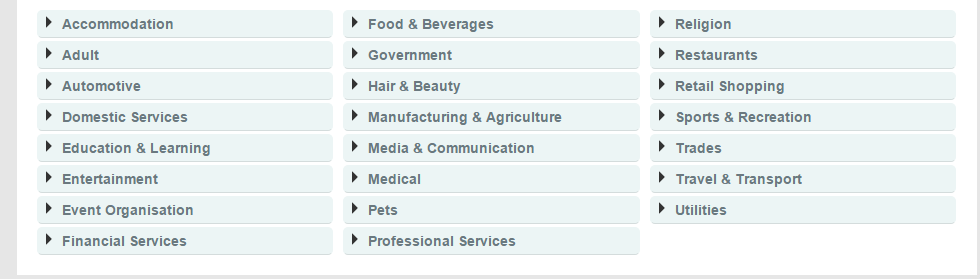 Accommodation
Adult
Automotive
Domestic Services
Education & Learning
Entertainment
Event Organisation
Financial Services
Food & Beverages
Government
Hair & Beauty
Manufacturing & Agriculture
Media & Communication
Medical
Pets
Professional Services
Religion
Restaurants
Retail Shopping
Sports & Recreation
Trades
Travel & Transport
Utilities